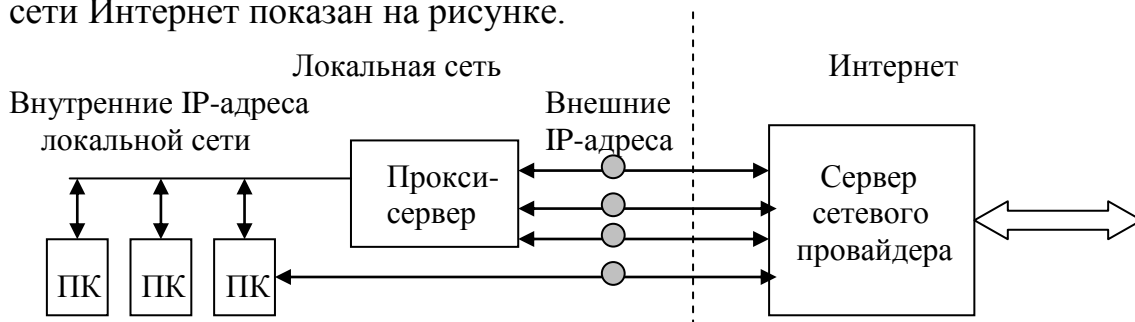 сети Интернет показан на рисунке.
Локальная сеть
Интернет
Внутренние IP-адреса
локальной сети
Внешние
IP-адреса
Прокси-
сервер
Сервер
сетевого
провайдера
ПК
ПК
ПК